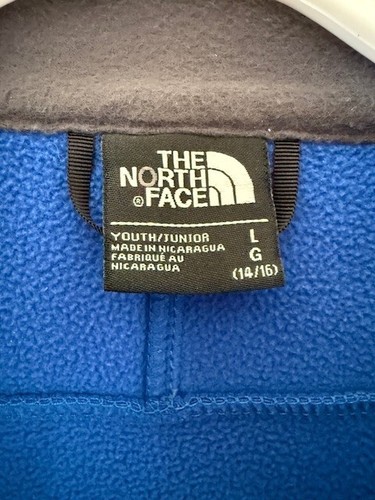 THE
NORTH
® FACE
YOUTH/JUNIOR L
MADE IN NICARAGUA G
FABRIQUÉ AU
NICARAGUA (14/16)